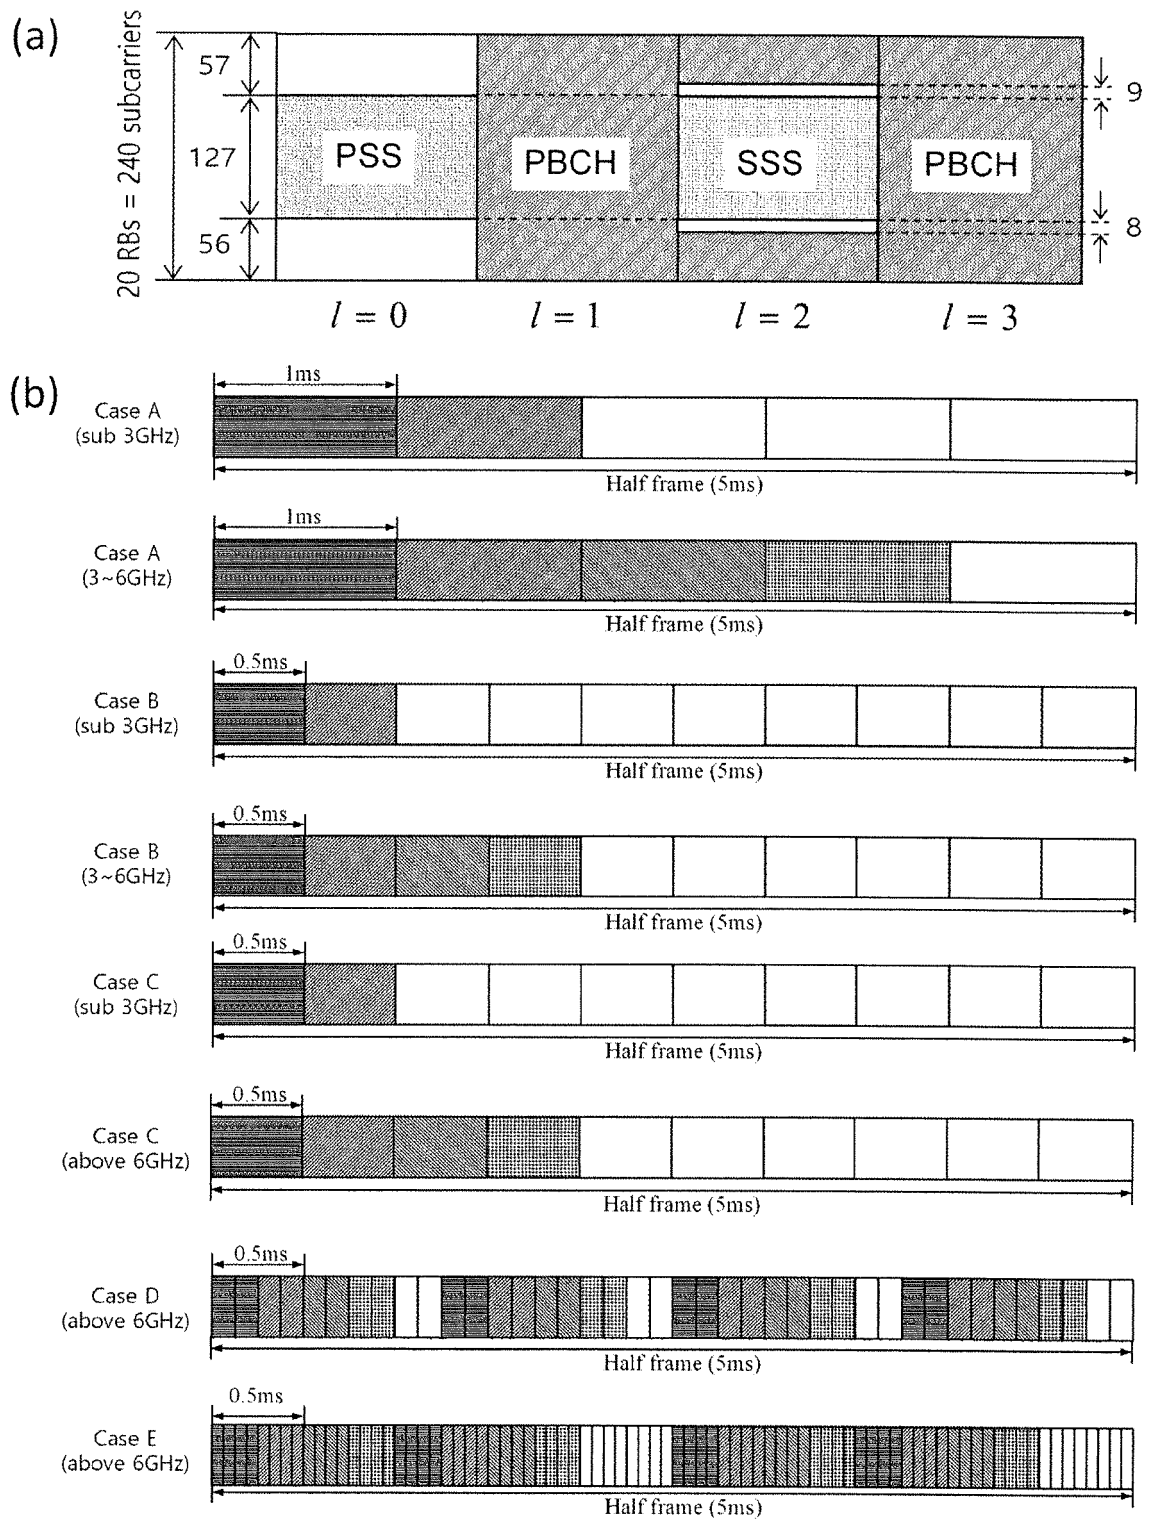 (a)
20 RBs = 240 subcarriers
57
127
56
PSS
PBCH
SSS
PBCH
9
8
l = 0
l = 1
l = 2
l = 3
(b)
1ms
Case A
(sub 3GHz)
Half frame (5ms)
1ms
Case A
(3~6GHz)
Half frame (5ms)
0.5ms
Case B
(sub 3GHz)
Half frame (5ms)
0.5ms
Case B
(3~6GHz)
Half frame (5ms)
0.5ms
Case C
(sub 3GHz)
Half frame (5ms)
0.5ms
Case C
(above 6GHz)
Half frame (5ms)
0.5ms
Case D
(above 6GHz)
Half frame (5ms)
0.5ms
Case E
(above 6GHz)
Half frame (5ms)